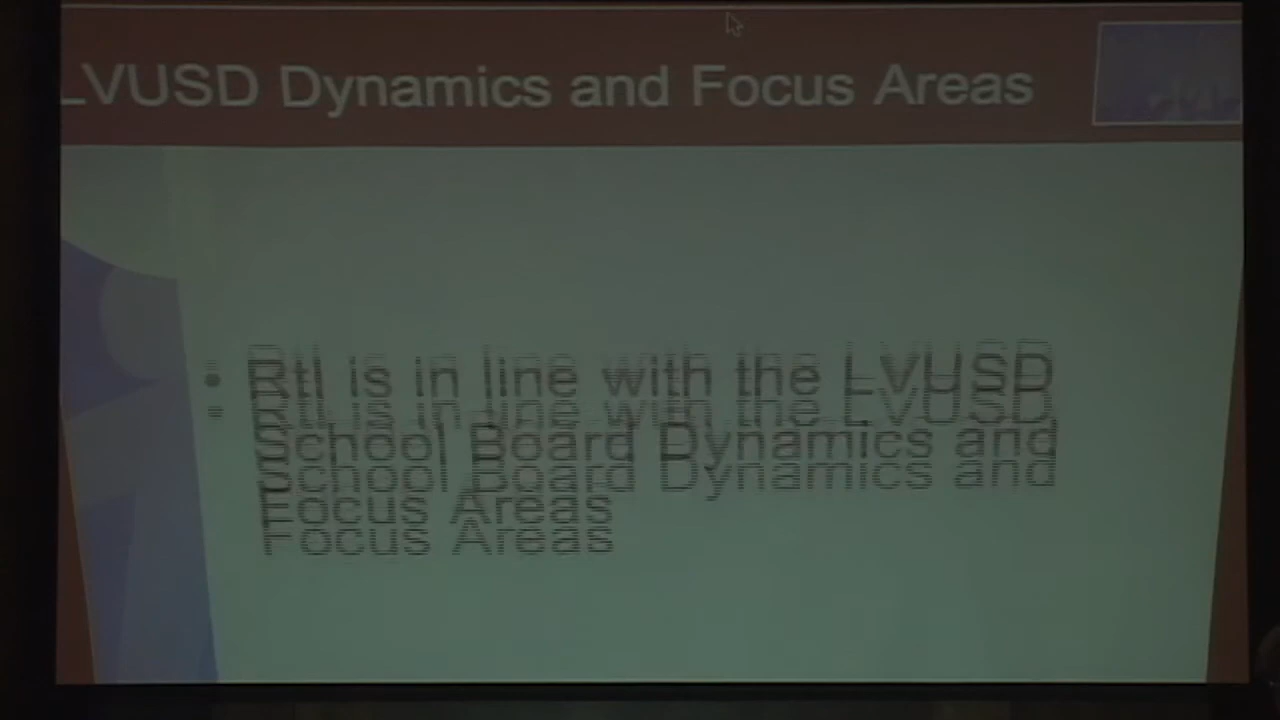 LVUSD Dynamics and Focus Areas
• RtI is in line with the LVUSD
School Board Dynamics and
Focus Areas